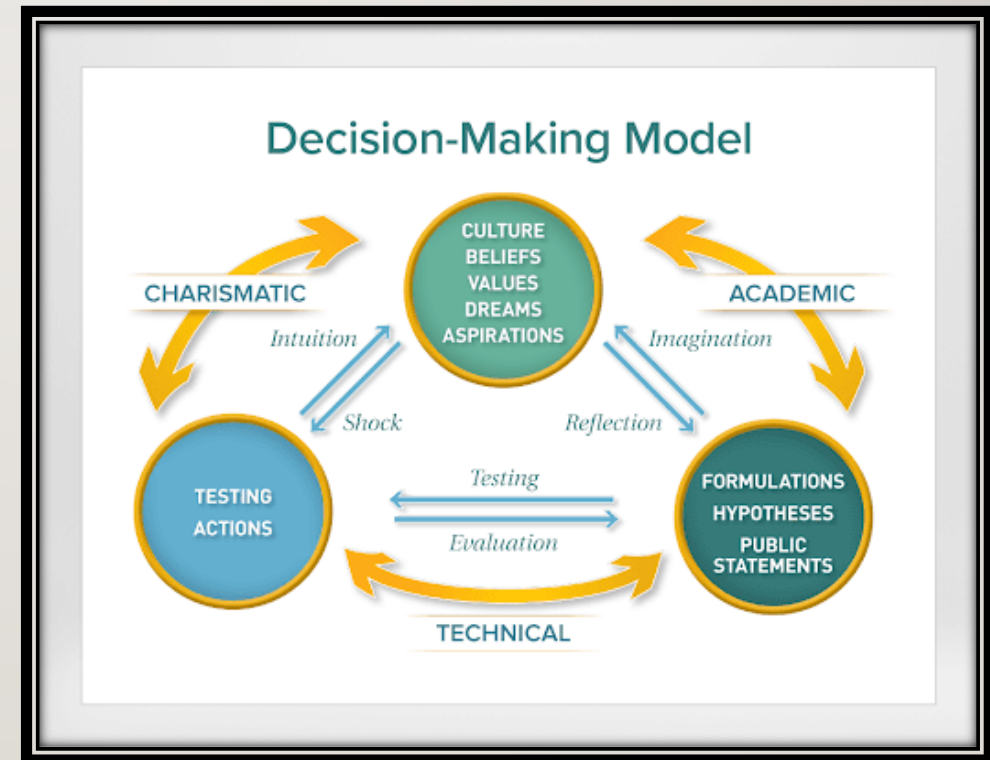 Decision-Making Model
CULTURE
BELIEFS
VALUES
DREAMS
ASPIRATIONS
CHARISMATIC
ACADEMIC
Intuition
Imagination
Shock
Reflection
TESTING
ACTIONS
Testing
Evaluation
FORMULATIONS
HYPOTHESES
PUBLIC
STATEMENTS
TECHNICAL